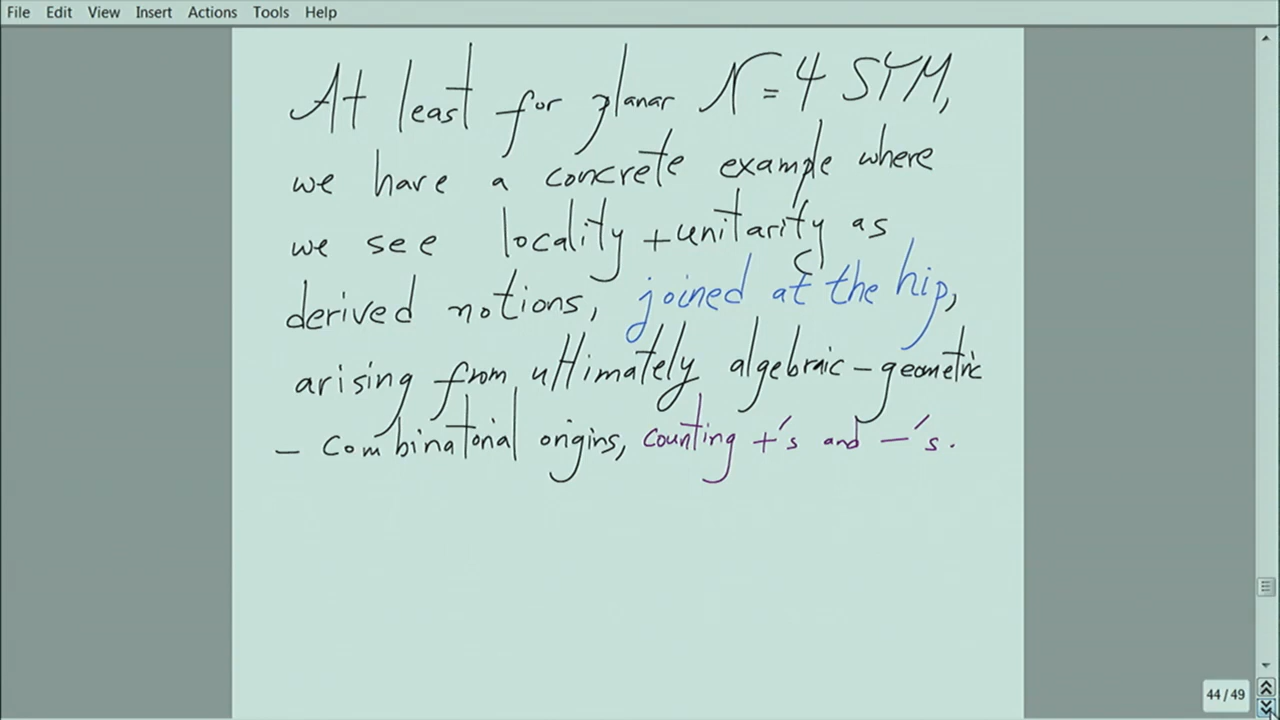 File Edit View Insert Actions Tools Help
At least for planar N=4 SYM,
we have a concrete example where
we see locality + unitarity as
derived notions, joined at the hip,
arising from ultimately algebraic - geometric
- combinatorial origins, counting +'s and -'s.
44 / 49